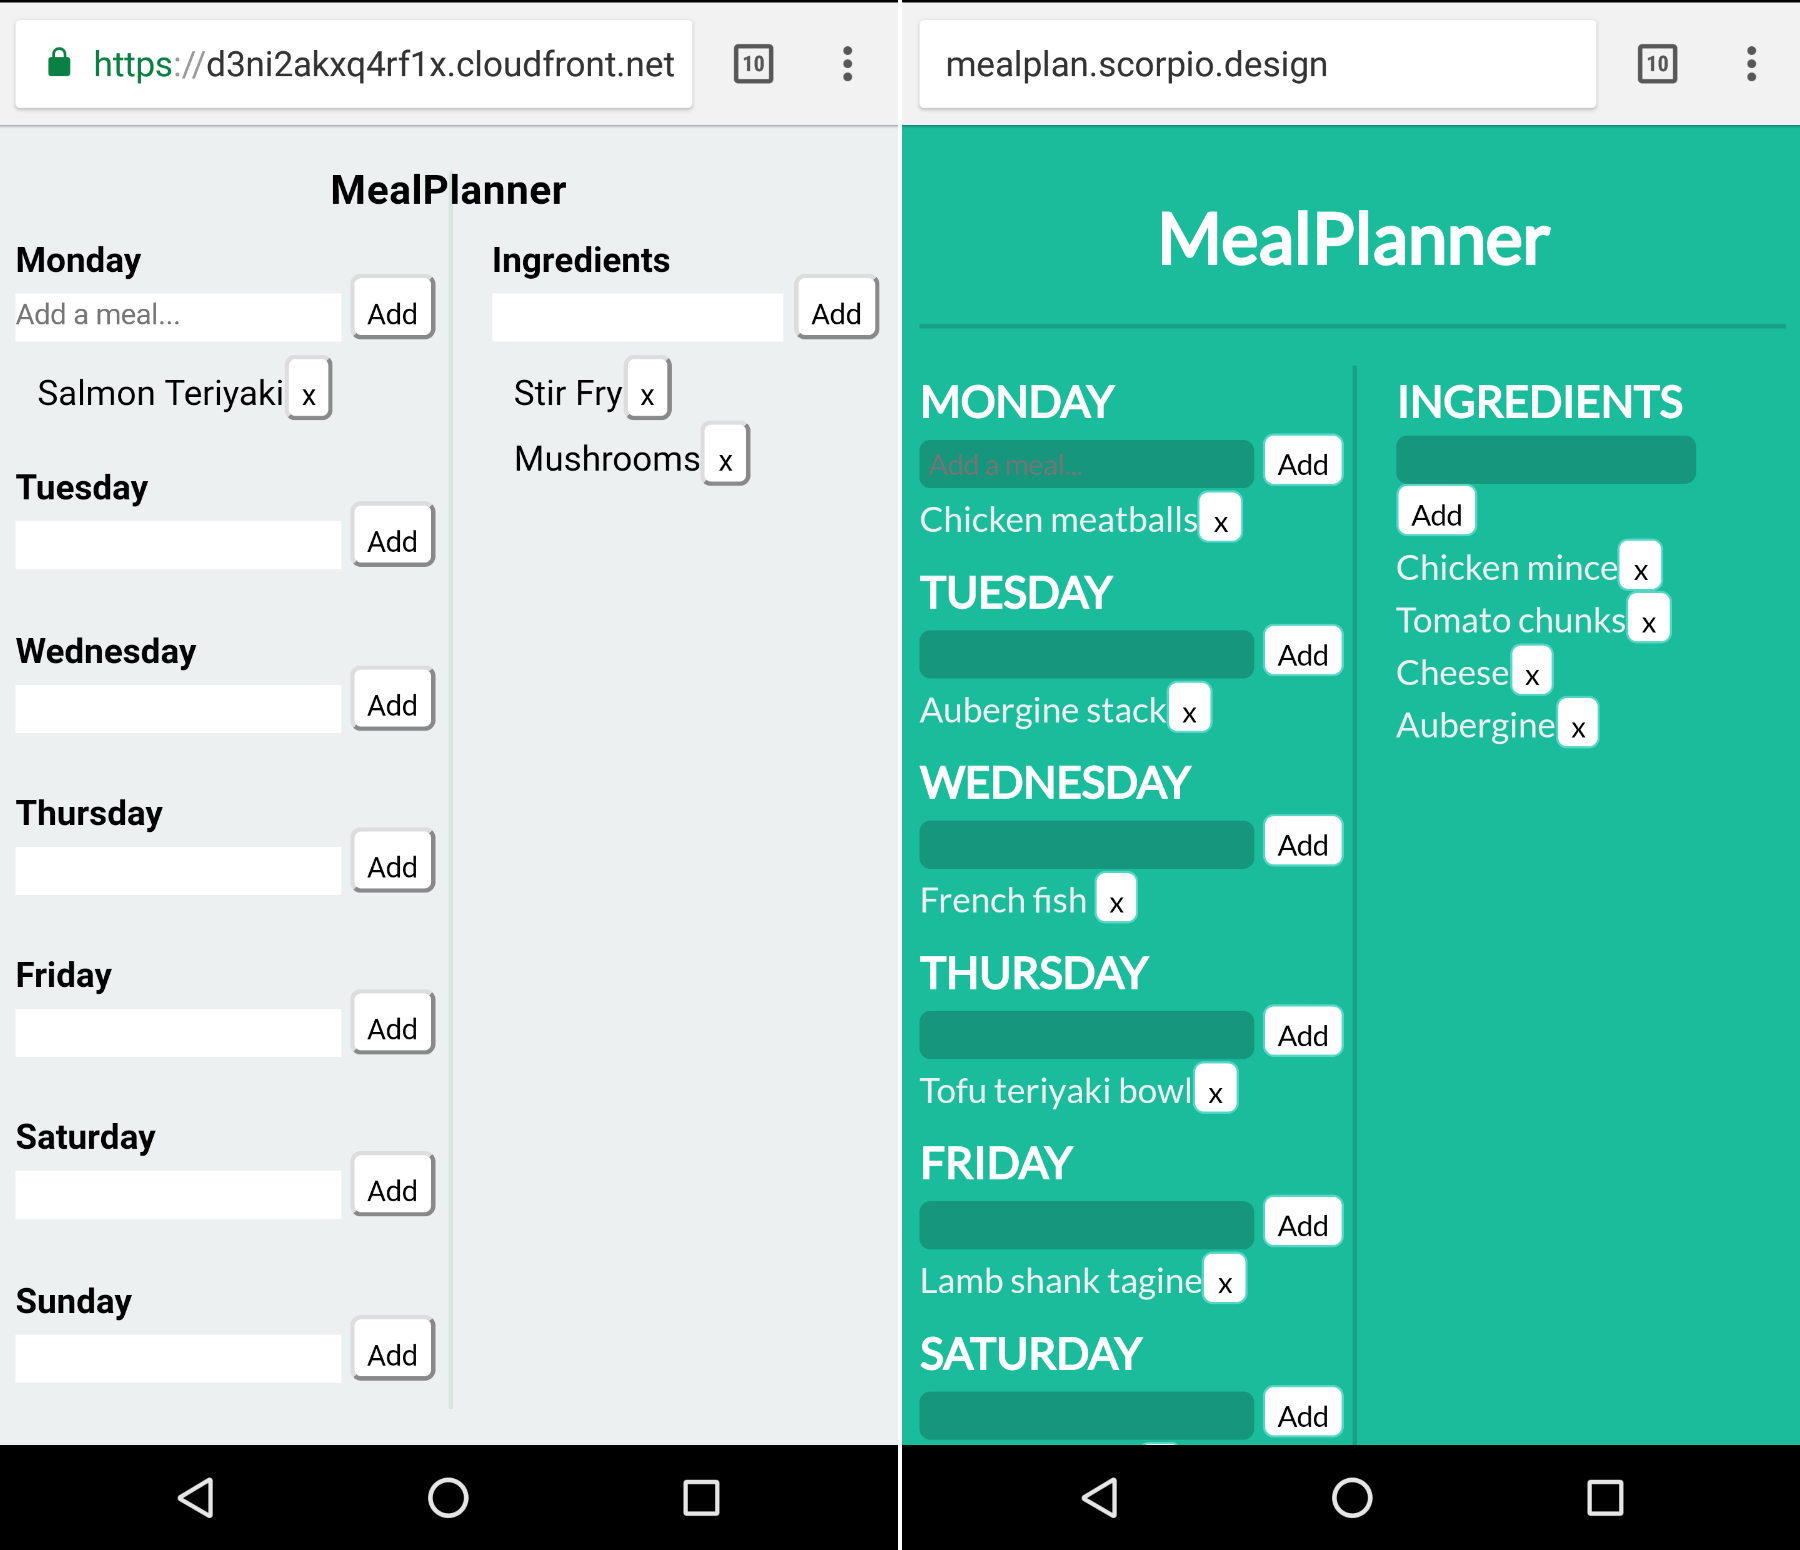 https://d3ni2akxq4rf1x.cloudfront.net
10
MealPlanner
Monday
Add a meal...
Add
Salmon Teriyaki x
Tuesday
Add
Wednesday
Add
Thursday
Add
Friday
Add
Saturday
Add
Sunday
Add
Ingredients
Add
Stir Fry x
Mushrooms x
mealplan.scorpio.design
10
MealPlanner
MONDAY
Add a meal...
Add
Chicken meatballs x
TUESDAY
Add
Aubergine stack x
WEDNESDAY
Add
French fish x
THURSDAY
Add
Tofu teriyaki bowl x
FRIDAY
Add
Lamb shank tagine x
SATURDAY
Add
INGREDIENTS
Add
Chicken mince x
Tomato chunks x
Cheese x
Aubergine x